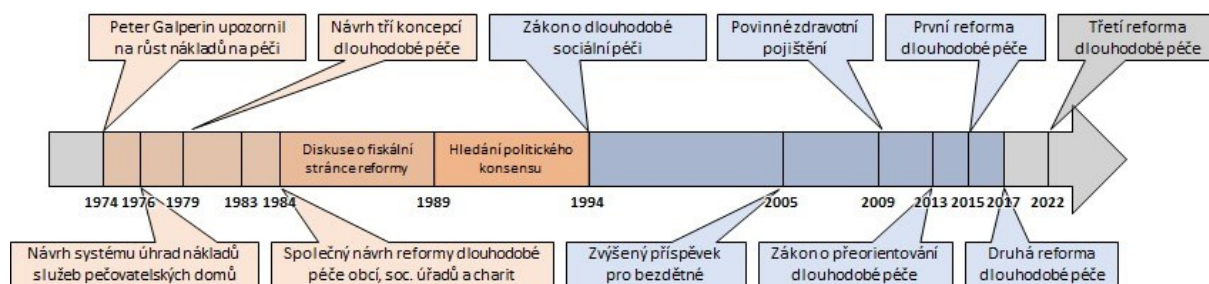 Peter Galperin upozornil
na růst nákladů na péči
Návrh tří koncepcí
dlouhodobé péče
Zákon o dlouhodobé
sociální péči
Povinné zdravotní
pojištění
První reforma
dlouhodobé péče
Třetí reforma
dlouhodobé péče
Diskuse o fiskální
stránce reformy
Hledání politického
konsensu
1974 1976 1979 1983 1984 1989 1994 2005 2009 2013 2015 2017 2022
Návrh systému úhrad nákladů
služeb pečovatelských domů
Společný návrh reformy dlouhodobé
péče obcí, soc. úřadů a charit
Zvýšený příspěvek
pro bezdětné
Zákon o přeorientování
dlouhodobé péče
Druhá reforma
dlouhodobé péče